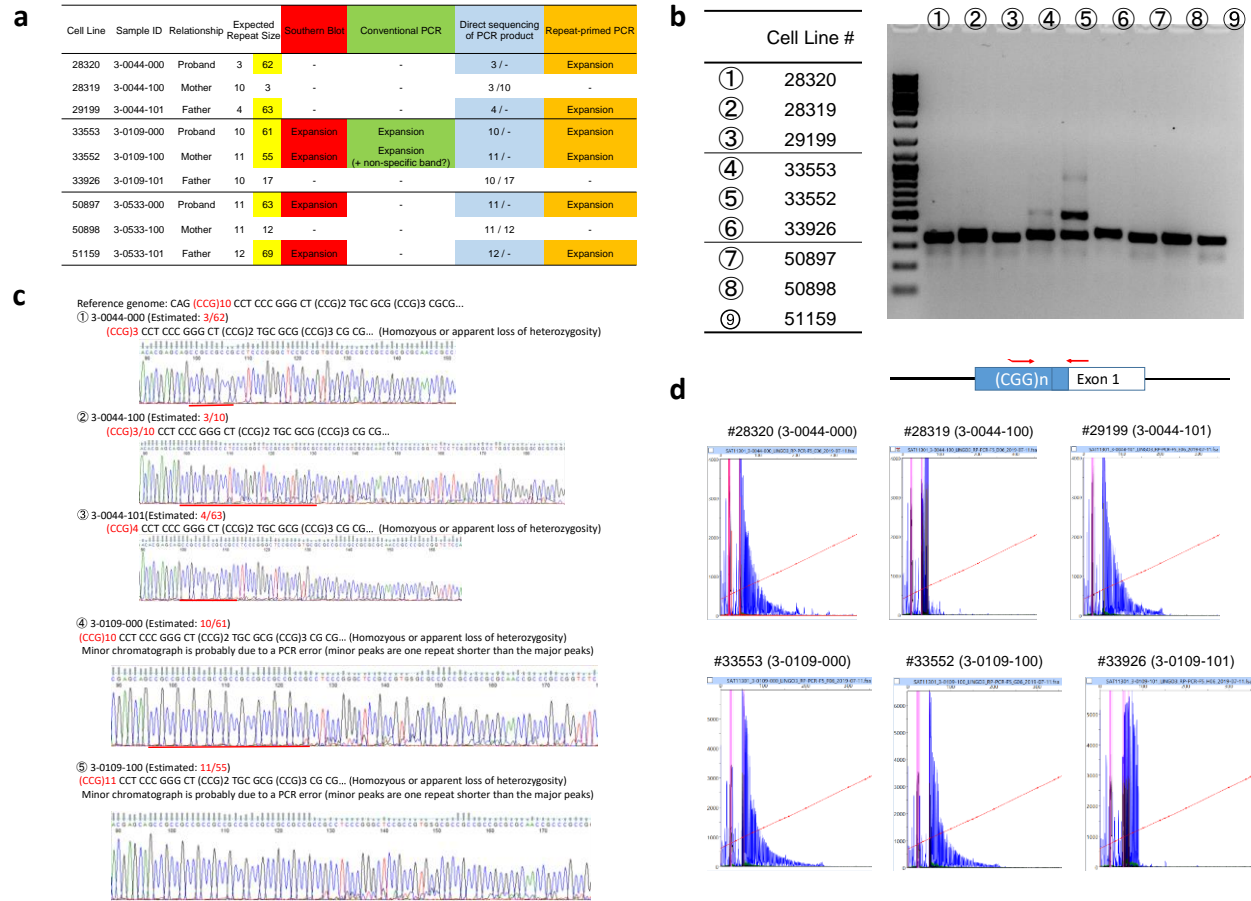 a
Cell Line Sample ID Relationship Expected Repeat Size Southern Blot Conventional PCR Direct sequencing of PCR product Repeat-primed PCR
28320 3-0044-000 Proband 3 62 - - 3 / - Expansion
28319 3-0044-100 Mother 10 3 - - 3 /10 -
29199 3-0044-101 Father 4 63 - - 4 / - Expansion
33553 3-0109-000 Proband 10 61 Expansion Expansion 10 / - Expansion
33552 3-0109-100 Mother 11 55 Expansion Expansion (+ non-specific band?) 11 / - Expansion
33926 3-0109-101 Father 10 17 - - 10 / 17 -
50897 3-0533-000 Proband 11 63 Expansion - 11 / - Expansion
50898 3-0533-100 Mother 11 12 - - 11 / 12 -
51159 3-0533-101 Father 12 69 Expansion - 12 / - Expansion
b
Cell Line #
① 28320
② 28319
③ 29199
④ 33553
⑤ 33552
⑥ 33926
⑦ 50897
⑧ 50898
⑨ 51159
① ② ③ ④ ⑤ ⑥ ⑦ ⑧ ⑨
(CGG)n Exon 1
c
Reference genome: CAG (CCG)10 CCT CCC GGG CT (CCG)2 TGC GCG (CCG)3 CGCG...
① 3-0044-000 (Estimated: 3/62)
(CCG)3 CCT CCC GGG CT (CCG)2 TGC GCG (CCG)3 CG CG... (Homozyous or apparent loss of heterozygosity)
② 3-0044-100 (Estimated: 3/10)
(CCG)3/10 CCT CCC GGG CT (CCG)2 TGC GCG (CCG)3 CG CG...
③ 3-0044-101(Estimated: 4/63)
(CCG)4 CCT CCC GGG CT (CCG)2 TGC GCG (CCG)3 CG CG... (Homozyous or apparent loss of heterozygosity)
④ 3-0109-000 (Estimated: 10/61)
(CCG)10 CCT CCC GGG CT (CCG)2 TGC GCG (CCG)3 CG CG... (Homozyous or apparent loss of heterozygosity)
Minor chromatograph is probably due to a PCR error (minor peaks are one repeat shorter than the major peaks)
⑤ 3-0109-100 (Estimated: 11/55)
(CCG)11 CCT CCC GGG CT (CCG)2 TGC GCG (CCG)3 CG CG... (Homozyous or apparent loss of heterozygosity)
Minor chromatograph is probably due to a PCR error (minor peaks are one repeat shorter than the major peaks)
d
#28320 (3-0044-000)
#28319 (3-0044-100)
#29199 (3-0044-101)
#33553 (3-0109-000)
#33552 (3-0109-100)
#33926 (3-0109-101)